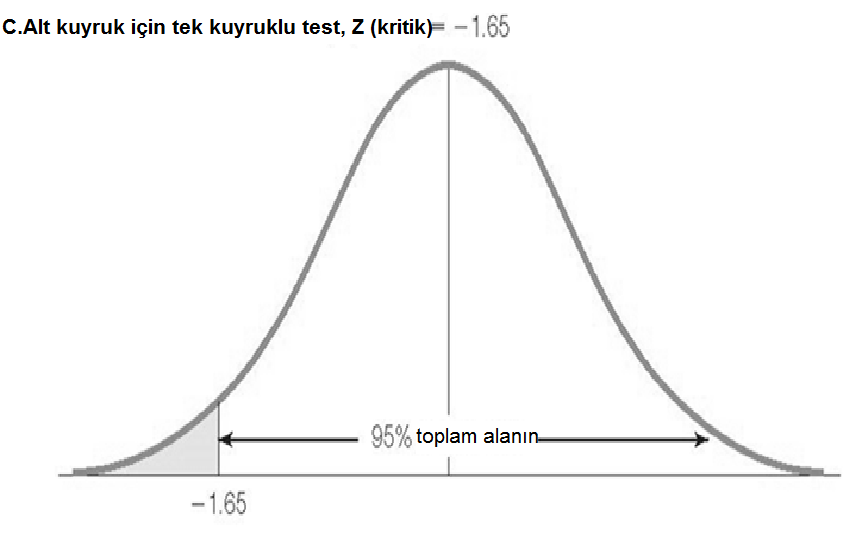 C.Alt kuyruk için tek kuyruklu test, Z (kritik)= −1.65
95% toplam alanın
−1.65